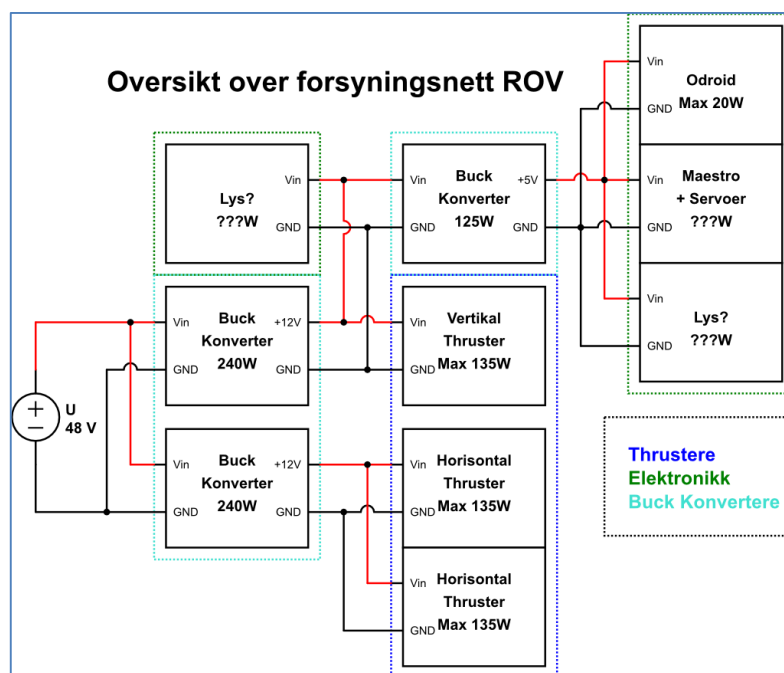 Oversikt over forsyningsnett ROV
Vin
Odroid
Max 20W
GND
Vin
Lys?
???W
GND
Vin
Buck
Konverter
125W
+5V
GND
GND
Vin
Maestro
+ Servoer
???W
GND
Vin
Lys?
???W
GND
Vin
Buck
Konverter
240W
+12V
GND
GND
Vin
Vertikal
Thruster
Max 135W
GND
U
48 V
Vin
Buck
Konverter
240W
+12V
GND
GND
Vin
Horisontal
Thruster
Max 135W
GND
Vin
Horisontal
Thruster
Max 135W
GND
Thrustere
Elektronikk
Buck Konvertere